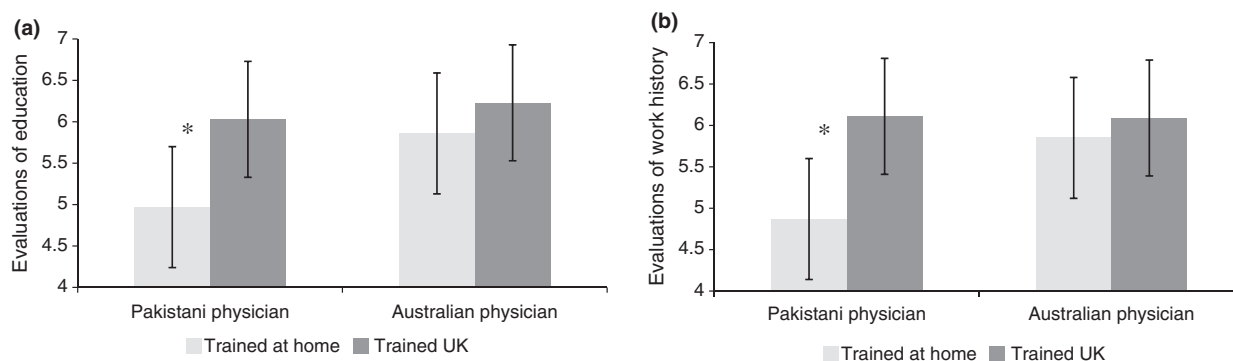 (a)
Evaluations of education
7
6.5
6
5.5
5
4.5
4
*
Pakistani physician
Australian physician
Trained at home
Trained UK
(b)
Evaluations of work history
7
6.5
6
5.5
5
4.5
4
*
Pakistani physician
Australian physician
Trained at home
Trained UK